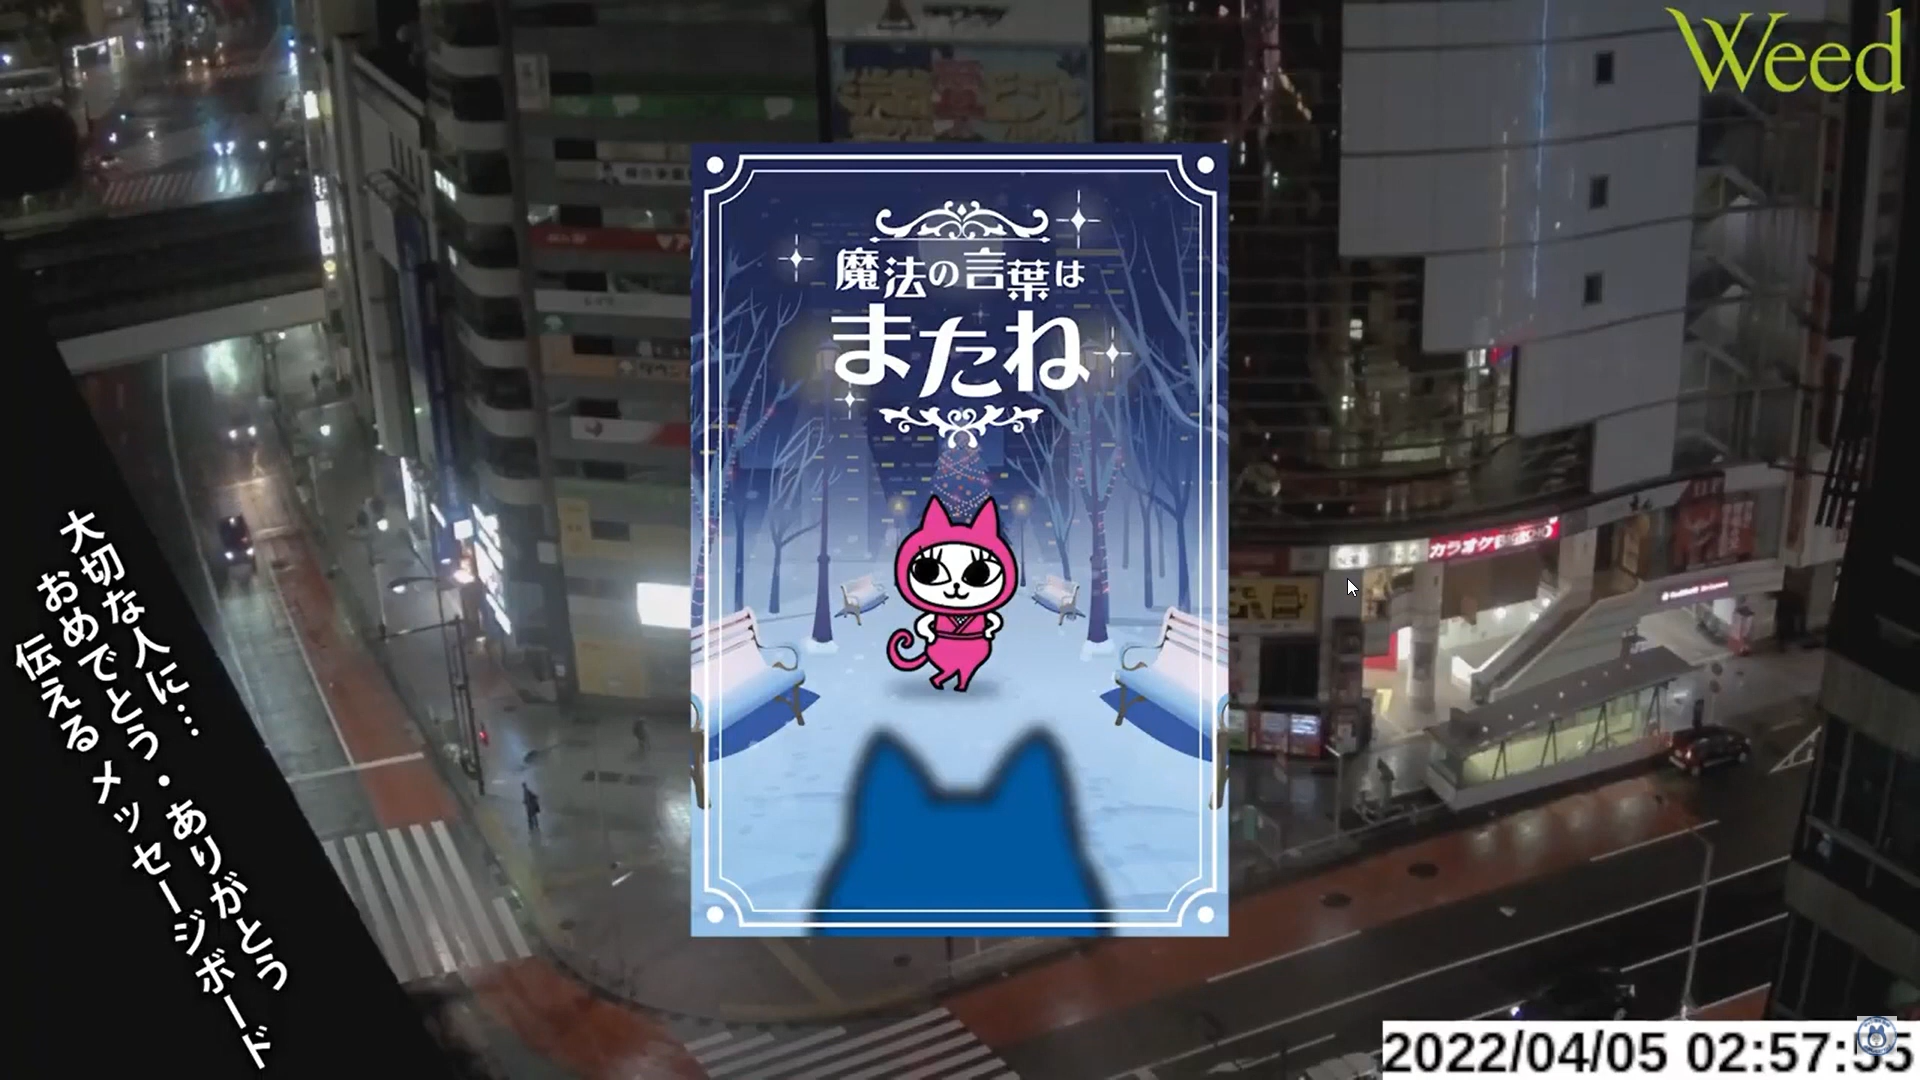 Weed
魔法の言葉は
またね
カラオケ BIGECHO
大切な人に…
おめでとう・ありがとう
伝える メッセージボード
2022/04/05 02:57:55